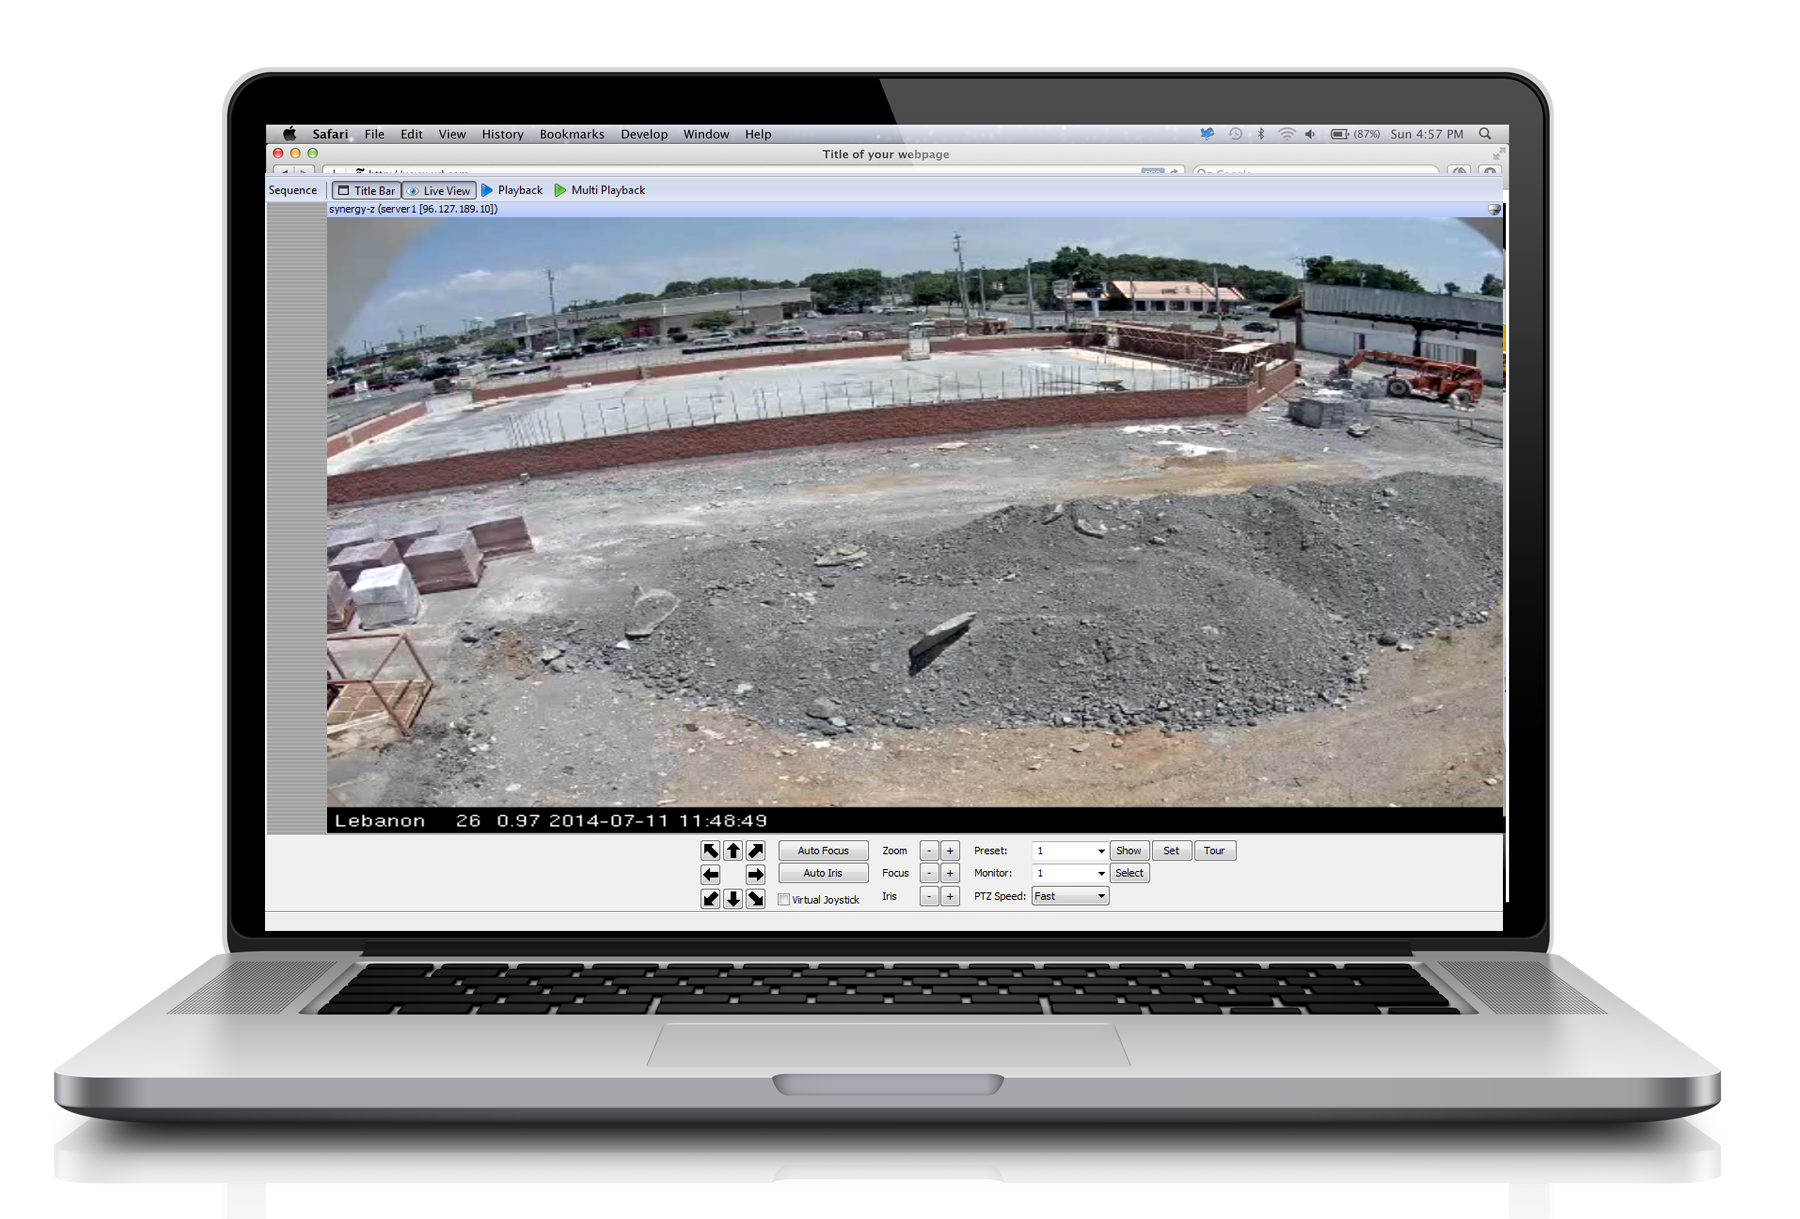 Safari File Edit View History Bookmarks Develop Window Help (87%) Sun 4:57 PM
Title of your webpage
Sequence Title Bar Live View Playback Multi Playback
synergy-z (server1 [96.127.189.10])
Lebanon 26 0.97 2014-07-11 11:48:49
Auto Focus Zoom - + Preset: 1 Show Set Tour
Auto Iris Focus - + Monitor: 1 Select
Virtual Joystick Iris - + PTZ Speed: Fast